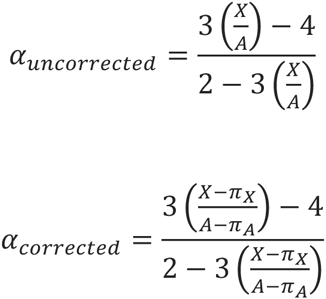 α_uncorrected = (3(X/A) − 4) / (2 − 3(X/A))
α_corrected = (3((X−π_X)/(A−π_A)) − 4) / (2 − 3((X−π_X)/(A−π_A)))